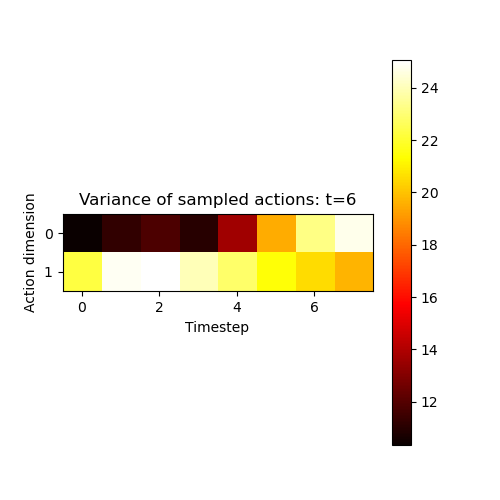 Variance of sampled actions: t=6
Action dimension
0
1
0 2 4 6
Timestep
24
22
20
18
16
14
12